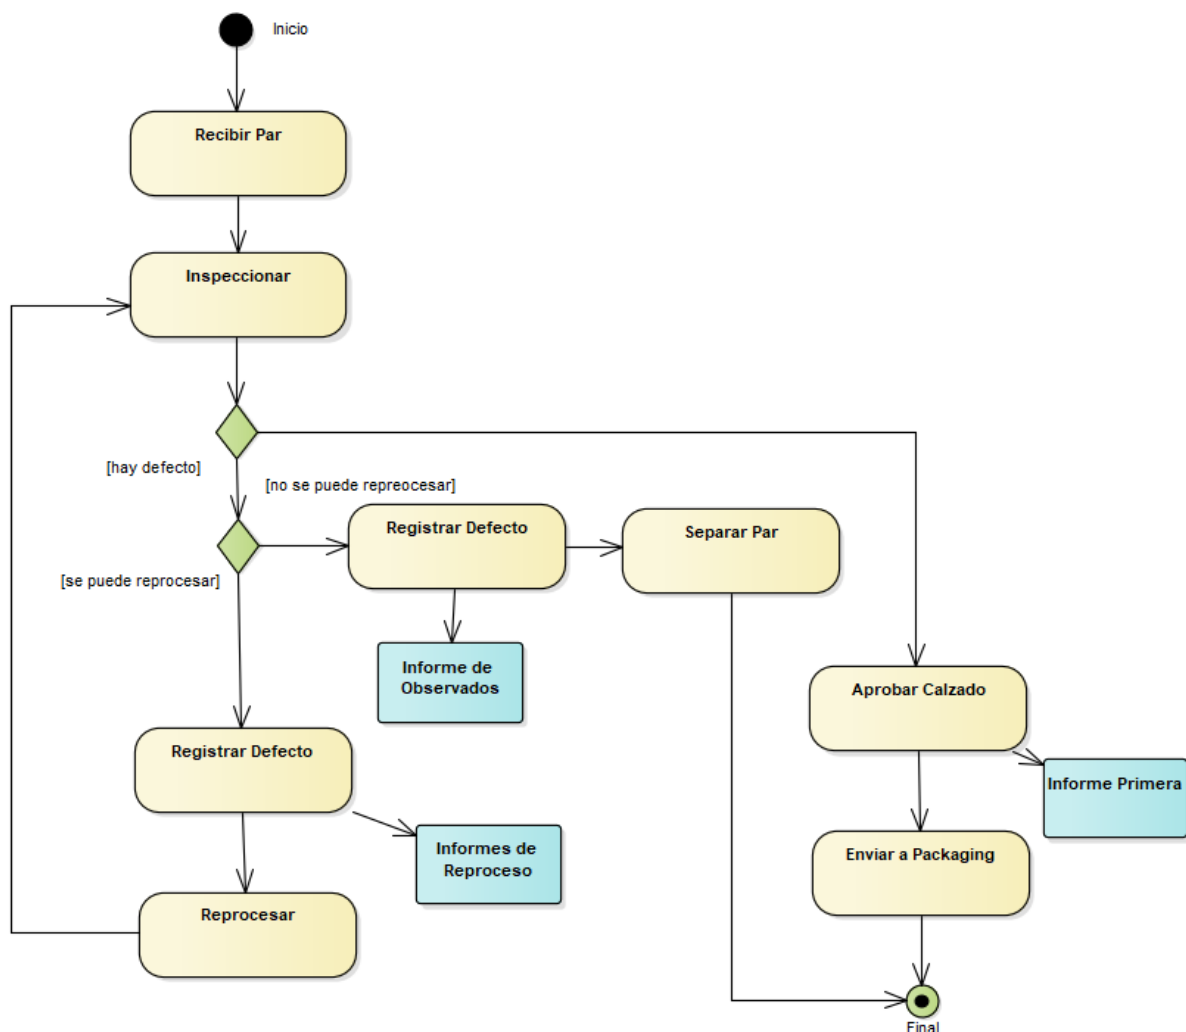 Inicio
Recibir Par
Inspeccionar
[hay defecto]
[no se puede repreocesar]
Registrar Defecto
Separar Par
[se puede reprocesar]
Informe de
Observados
Aprobar Calzado
Registrar Defecto
Informe Primera
Informes de
Reproceso
Enviar a Packaging
Reprocesar
Final